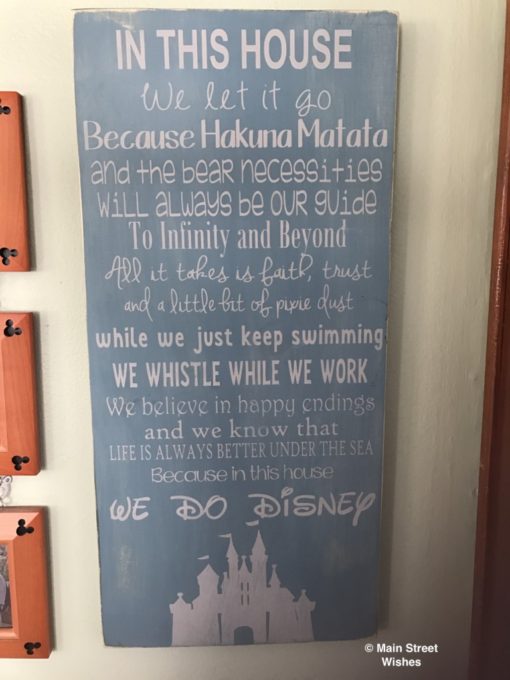 IN THIS HOUSE
We let it go
Because Hakuna Matata
and the bear necessities
will always be our guide
To Infinity and Beyond
All it takes is faith, trust
and a little bit of pixie dust
while we just keep swimming
WE WHISTLE WHILE WE WORK
We believe in happy endings
and we know that
LIFE IS ALWAYS BETTER UNDER THE SEA
Because in this house
WE DO DISNEY
© Main Street
Wishes